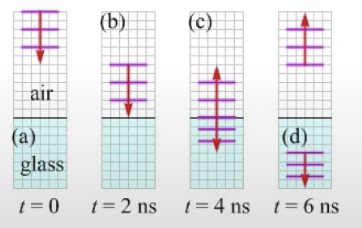 (b)
(c)
air
(a)
(d)
glass
t = 0
t = 2 ns
t = 4 ns
t = 6 ns